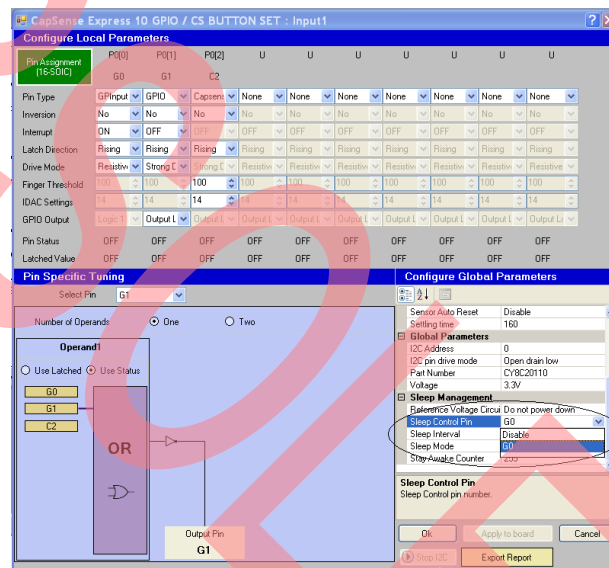 CapSense Express 10 GPIO / CS BUTTON SET : Input1
Configure Local Parameters
Pin Assignment (16-SOIC) P0[0] P0[1] P0[2] U U U U U U U
G0 G1 C2
Pin Type GPInput GPIO Capsens None None None None None None None
Inversion No No No No No No No No No No
Interrupt ON OFF OFF OFF OFF OFF OFF OFF OFF OFF
Latch Direction Rising Rising Rising Rising Rising Rising Rising Rising Rising Rising
Drive Mode Resistiv Strong D Strong D Resistiv Resistiv Resistiv Resistiv Resistiv Resistiv Resistive
Finger Threshold 100 100 100 100 100 100 100 100 100 100
IDAC Settings 14 14 14 14 14 14 14 14 14 14
GPIO Output Logic 1 Output L Output L Output L Output L Output L Output L Output L Output L Output L
Pin Status OFF OFF OFF OFF OFF OFF OFF OFF OFF OFF
Latched Value OFF OFF OFF OFF OFF OFF OFF OFF OFF OFF
Pin Specific Tuning
Select Pin G1
Number of Operands One Two
Operand1
Use Latched Use Status
G0
G1
C2
OR
Output Pin
G1
Configure Global Parameters
Sensor Auto Reset Disable
Settling time 160
Global Parameters
I2C Address 0
I2C pin drive mode Open drain low
Part Number CY8C20110
Voltage 3.3V
Sleep Management
Reference Voltage Circui Do not power down
Sleep Control Pin G0
Sleep Interval Disable
Sleep Mode G0
Stay Awake Counter 255
Sleep Control Pin
Sleep Control pin number.
Ok Apply to board Cancel
Stop I2C Export Report